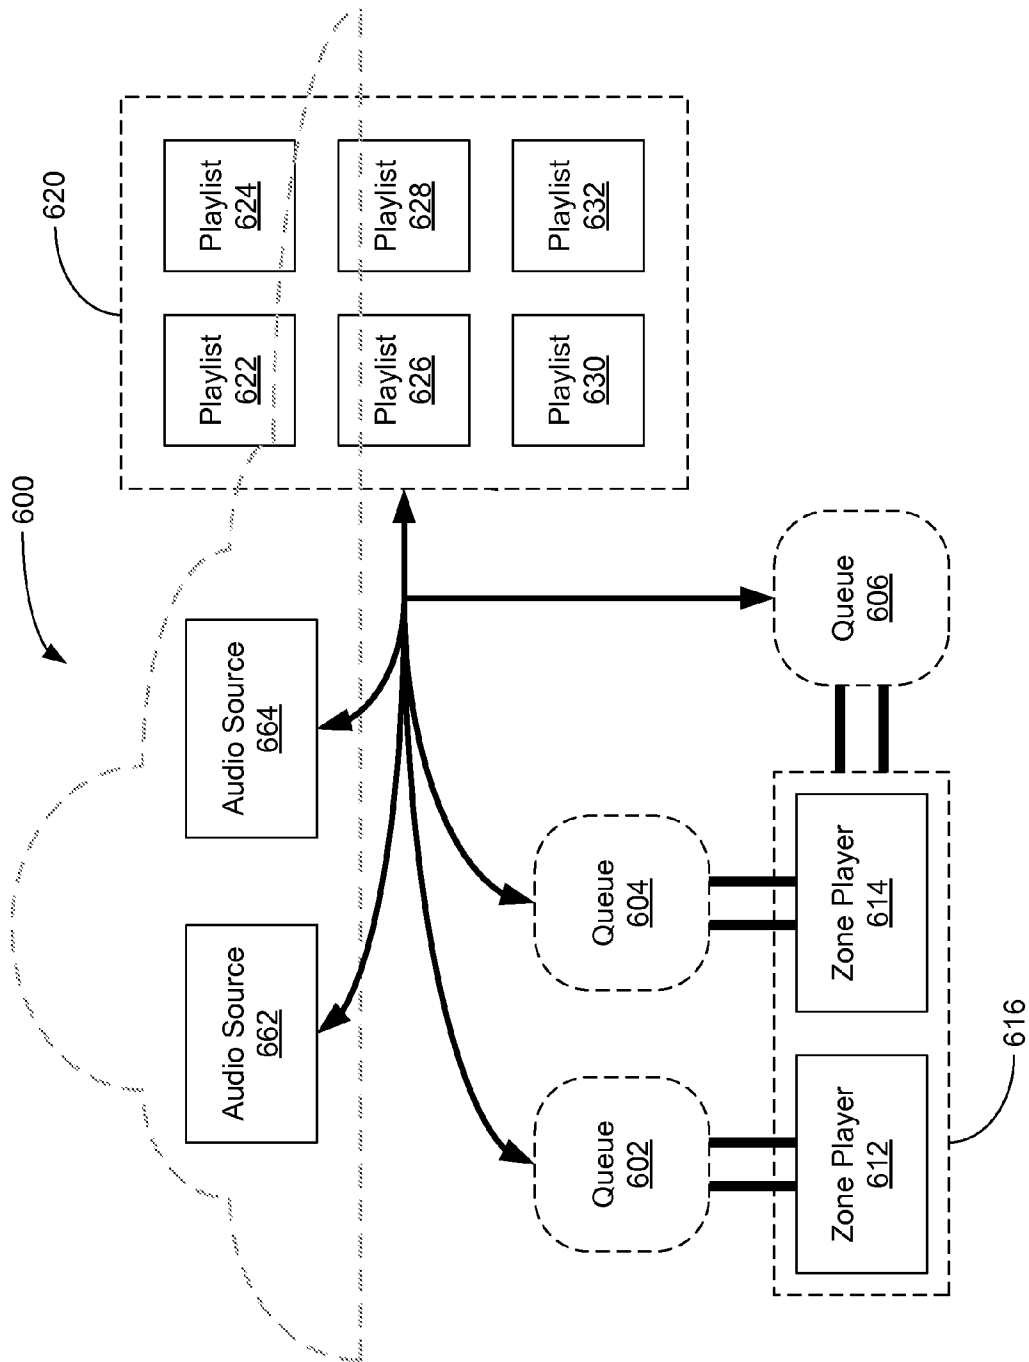 600
620
Audio Source
662
Audio Source
664
Playlist
622
Playlist
624
Playlist
626
Playlist
628
Playlist
630
Playlist
632
Queue
602
Queue
604
Queue
606
Zone Player
612
Zone Player
614
616